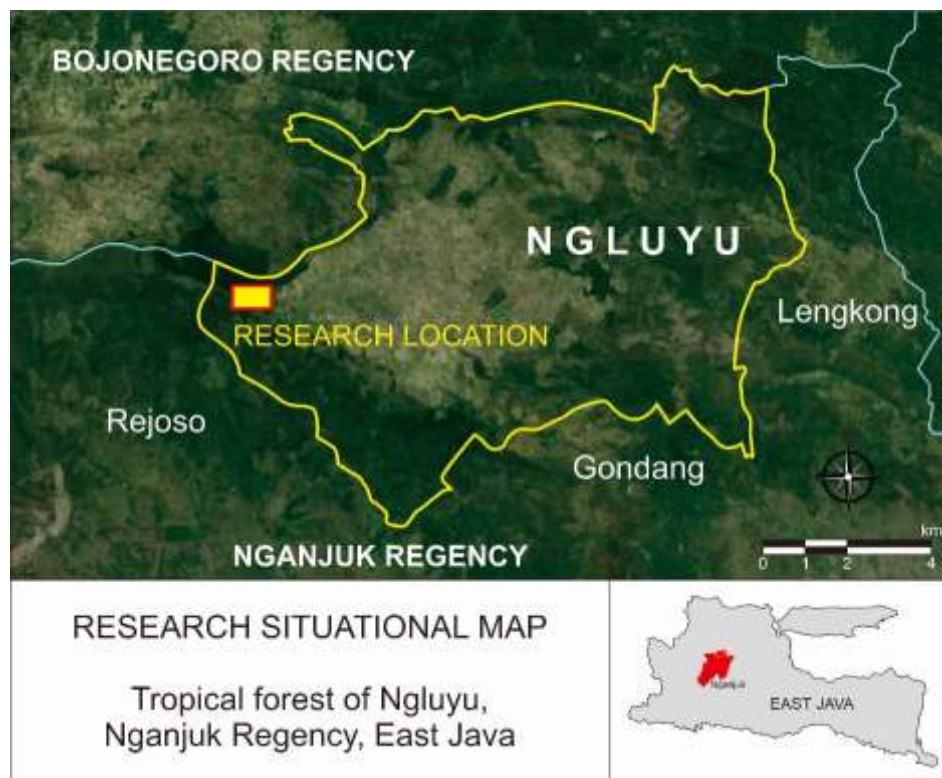 BOJONEGORO REGENCY
NGLUYU
Lengkong
RESEARCH LOCATION
Rejoso
Gondang
NGANJUK REGENCY
km
0 1 2 4
RESEARCH SITUATIONAL MAP
Tropical forest of Ngluyu,
Nganjuk Regency, East Java
EAST JAVA